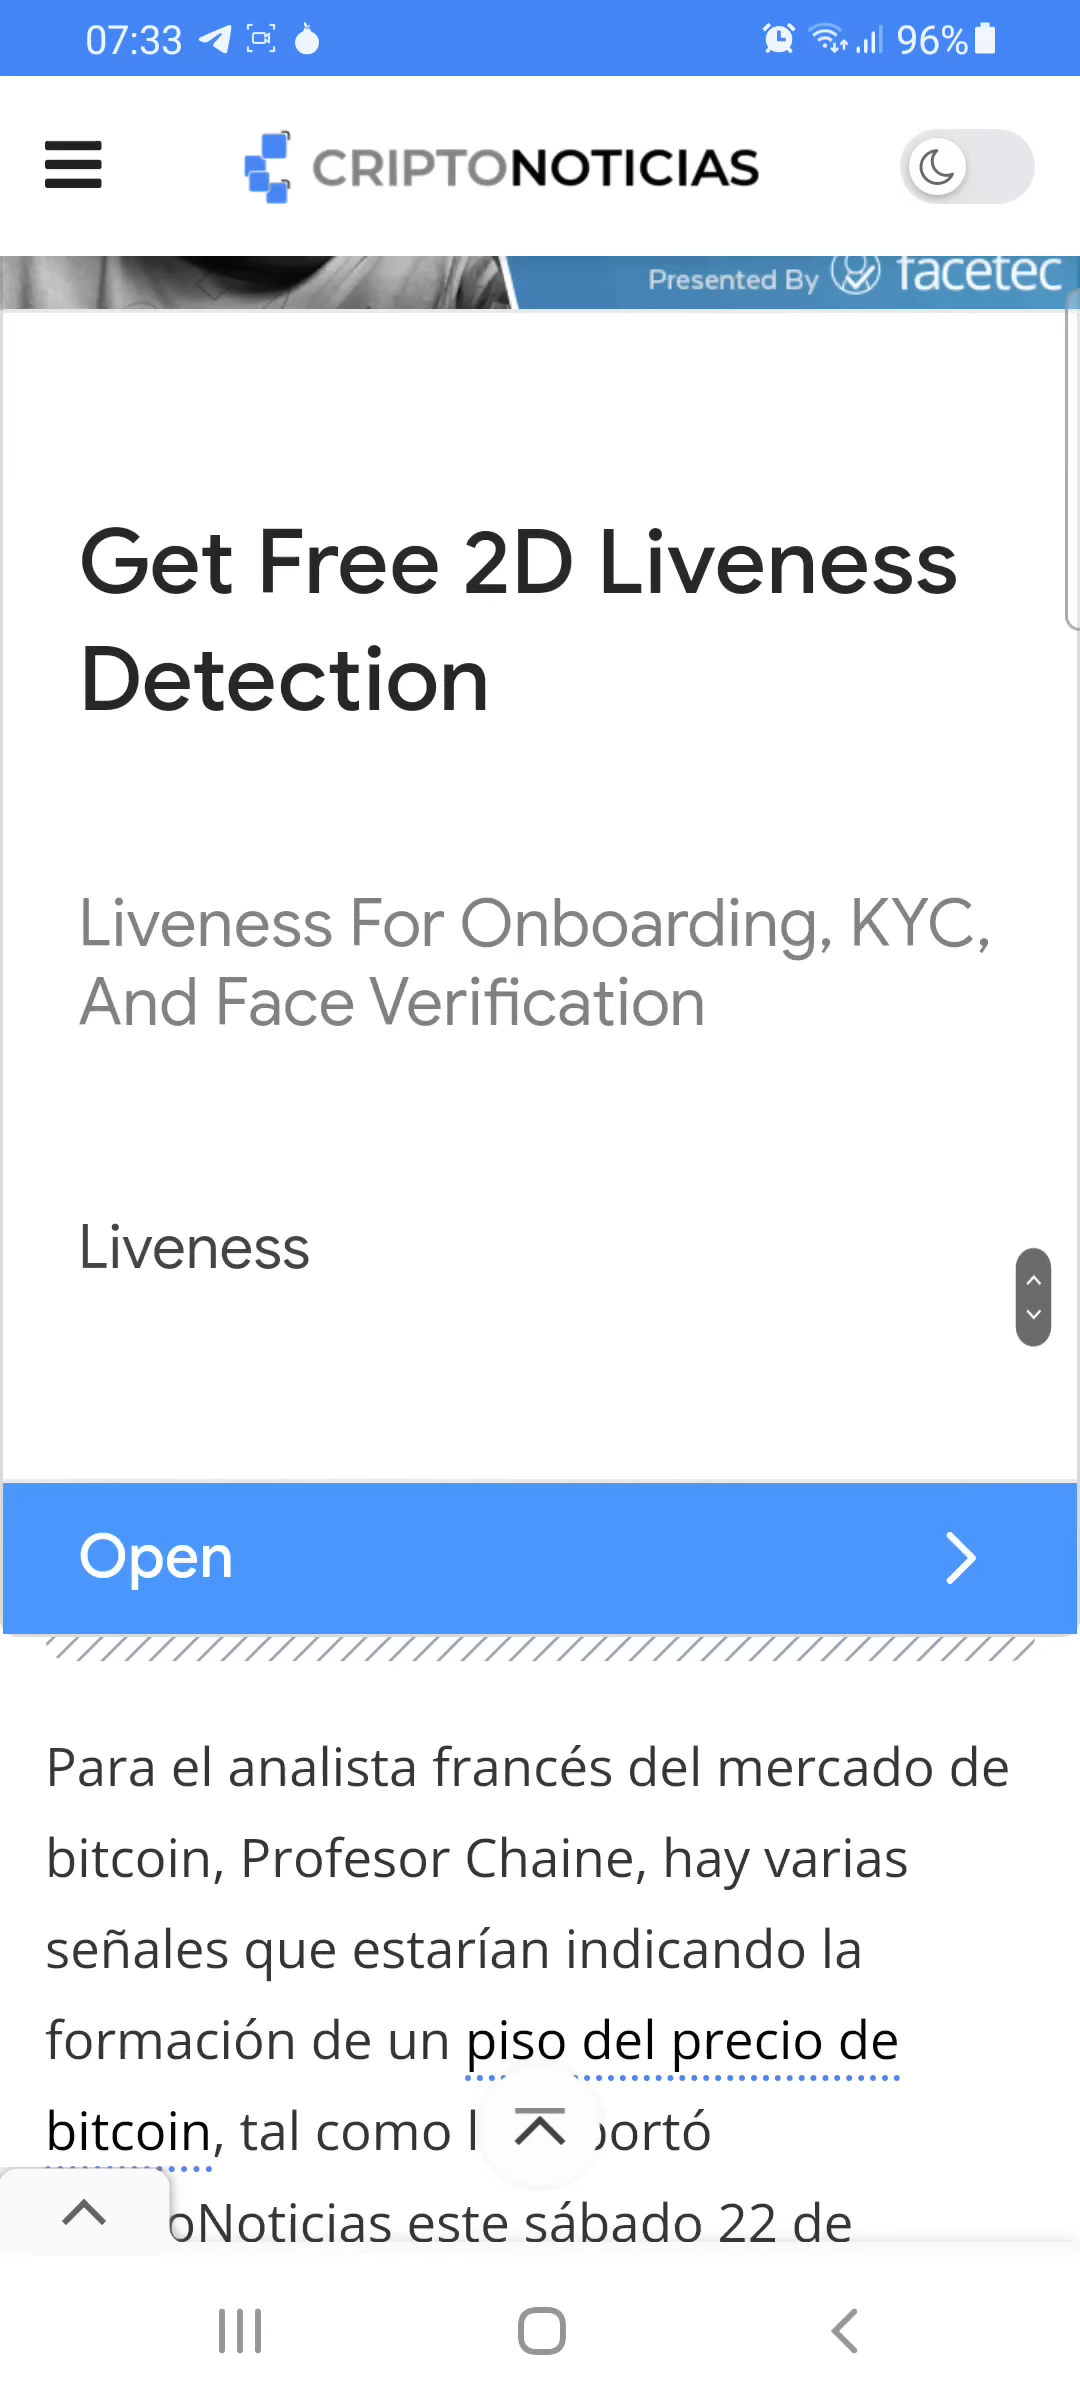 07:33
96%
CRIPTONOTICIAS
Presented By facetec
Get Free 2D Liveness
Detection
Liveness For Onboarding, KYC,
And Face Verification
Liveness
Open
Para el analista francés del mercado de
bitcoin, Profesor Chaine, hay varias
señales que estarían indicando la
formación de un piso del precio de
bitcoin, tal como
este sábado 22 de